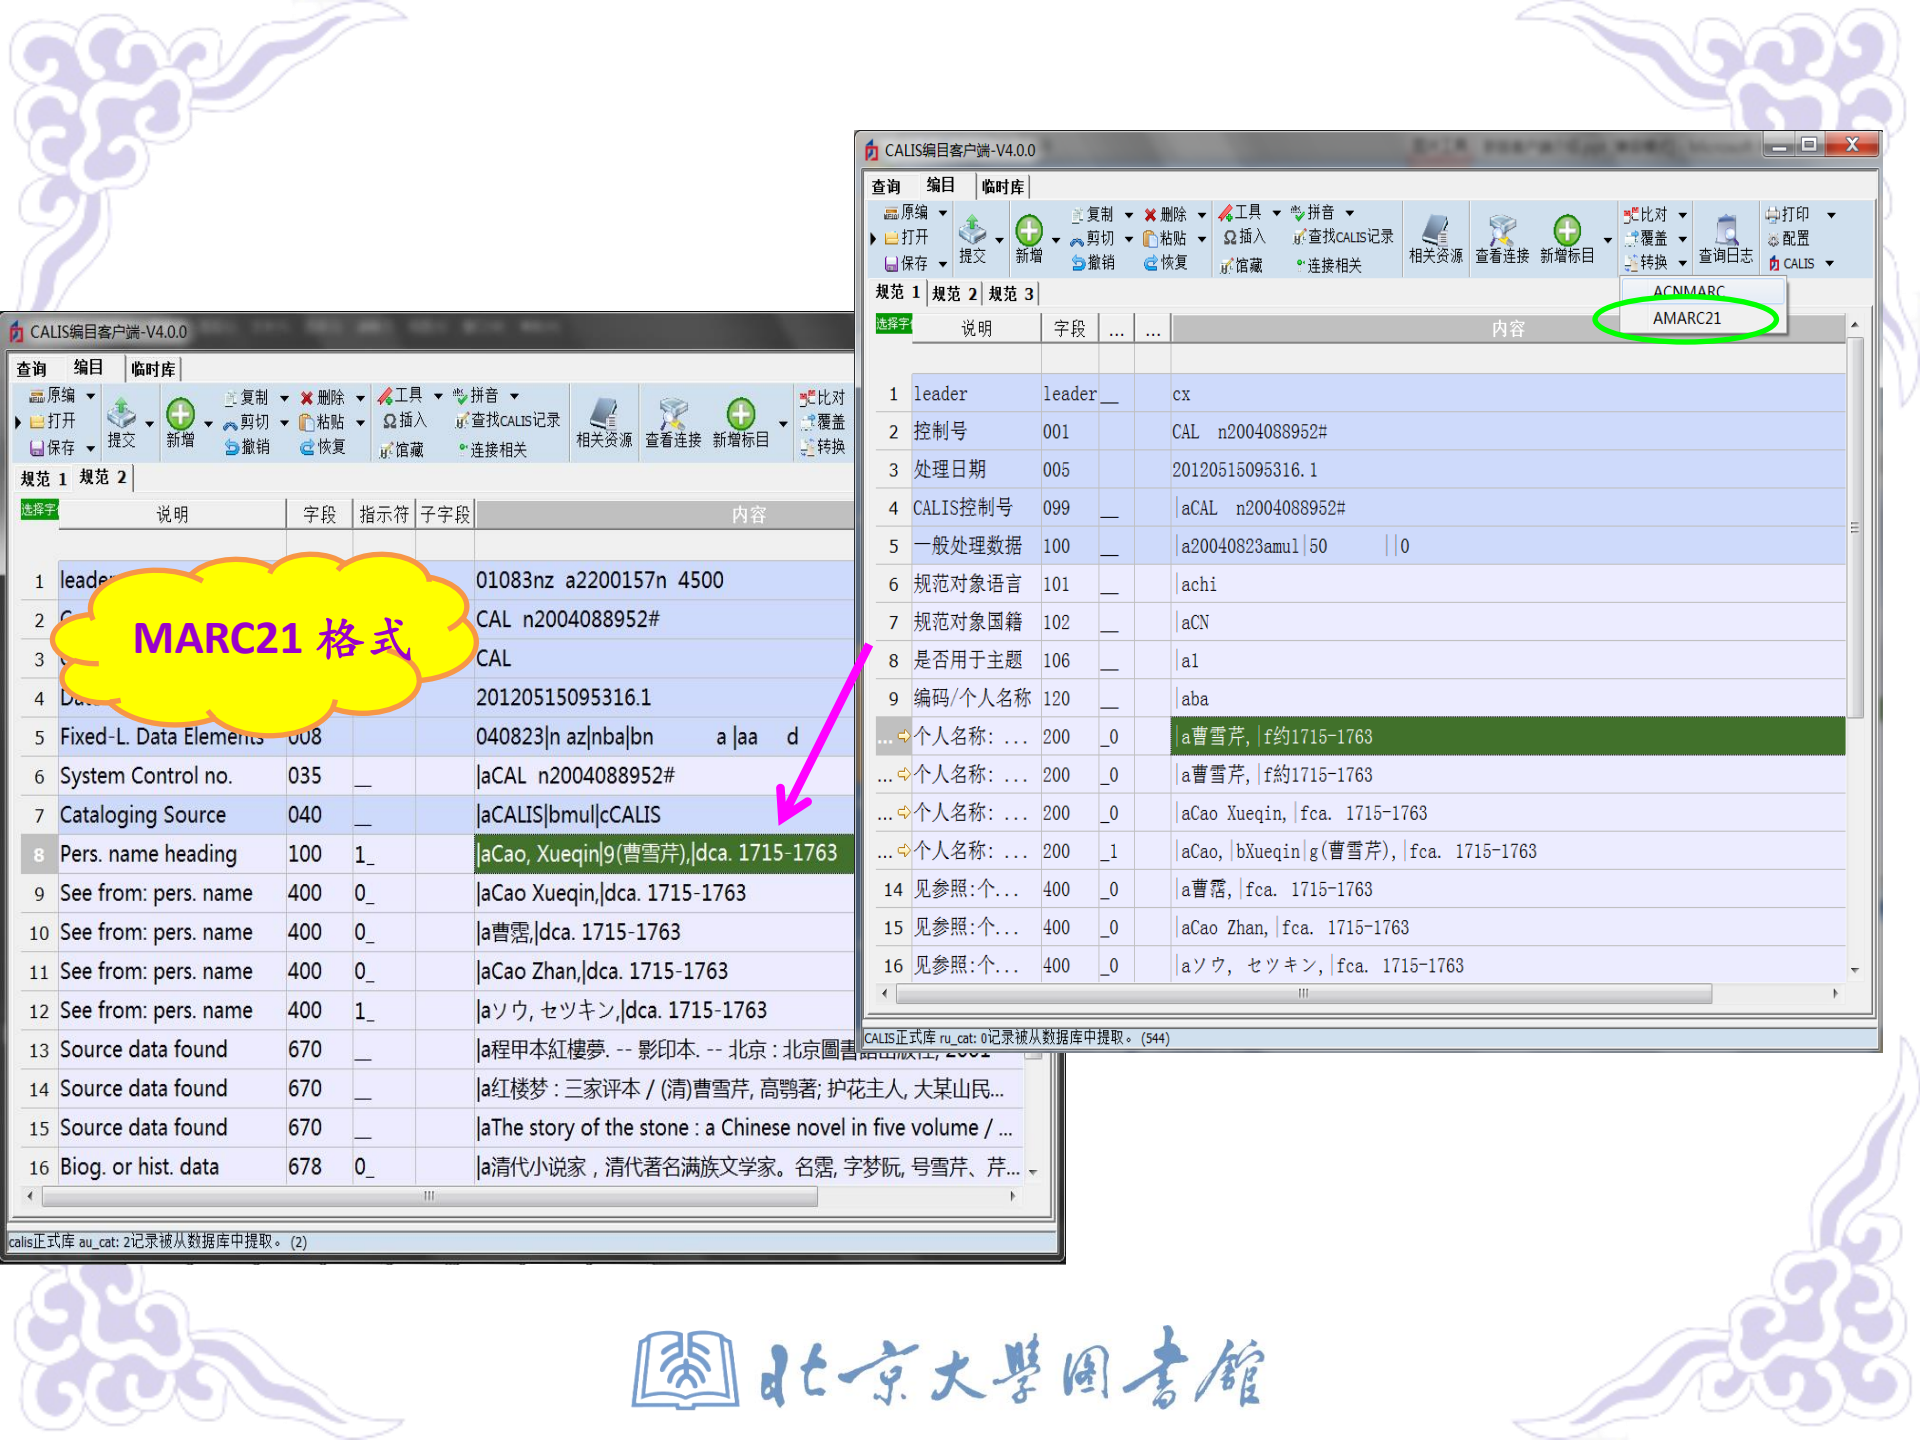 CALIS编目客户端-V4.0.0
查询 编目 临时库
原编 复制 删除 工具 拼音 比对 打印
打开 提交 新增 剪切 粘贴 Ω插入 查找CALIS记录 相关资源 查看连接 新增标目 覆盖 查询日志 配置
保存 撤销 恢复 馆藏 连接相关 转换 CALIS
规范 1 规范 2 规范 3
ACNMARC
AMARC21
选择字 说明 字段 ... ... 内容
1 leader leader __ cx
2 控制号 001 CAL n2004088952#
3 处理日期 005 20120515095316.1
4 CALIS控制号 099 __ |aCAL n2004088952#
5 一般处理数据 100 __ |a20040823amul|50 ||0
6 规范对象语言 101 __ |achi
7 规范对象国籍 102 __ |aCN
8 是否用于主题 106 __ |a1
9 编码/个人名称 120 __ |aba
... 个人名称: ... 200 _0 |a曹雪芹,|f约1715-1763
... 个人名称: ... 200 _0 |a曹雪芹,|f約1715-1763
... 个人名称: ... 200 _0 |aCao Xueqin,|fca. 1715-1763
... 个人名称: ... 200 _1 |aCao,|bXueqin|g(曹雪芹),|fca. 1715-1763
14 见参照:个... 400 _0 |a曹霑,|fca. 1715-1763
15 见参照:个... 400 _0 |aCao Zhan,|fca. 1715-1763
16 见参照:个... 400 _0 |aソウ, セツキン,|fca. 1715-1763
CALIS正式库 ru_cat: 0记录被从数据库中提取。 (544)
CALIS编目客户端-V4.0.0
查询 编目 临时库
原编 复制 删除 工具 拼音 比对
打开 提交 新增 剪切 粘贴 Ω插入 查找CALIS记录 相关资源 查看连接 新增标目 覆盖
保存 撤销 恢复 馆藏 连接相关 转换
规范 1 规范 2
选择字 说明 字段 指示符 子字段 内容
MARC21 格式
1 leader 01083nz a2200157n 4500
2 CAL n2004088952#
3 CAL
4 20120515095316.1
5 Fixed-L. Data Elements 008 040823|n az|nba|bn a |aa d
6 System Control no. 035 __ |aCAL n2004088952#
7 Cataloging Source 040 __ |aCALIS|bmul|cCALIS
8 Pers. name heading 100 1_ |aCao, Xueqin|9(曹雪芹),|dca. 1715-1763
9 See from: pers. name 400 0_ |aCao Xueqin,|dca. 1715-1763
10 See from: pers. name 400 0_ |a曹霑,|dca. 1715-1763
11 See from: pers. name 400 0_ |aCao Zhan,|dca. 1715-1763
12 See from: pers. name 400 1_ |aソウ, セツキン,|dca. 1715-1763
13 Source data found 670 __ |a程甲本紅樓夢. -- 影印本. -- 北京 : 北京圖書
14 Source data found 670 __ |a红楼梦 : 三家评本 / (清)曹雪芹, 高鹗著; 护花主人, 大某山民...
15 Source data found 670 __ |aThe story of the stone : a Chinese novel in five volume / ...
16 Biog. or hist. data 678 0_ |a清代小说家，清代著名满族文学家。名霑, 字梦阮, 号雪芹、芹...
calis正式库 au_cat: 2记录被从数据库中提取。 (2)
北京大學圖書館